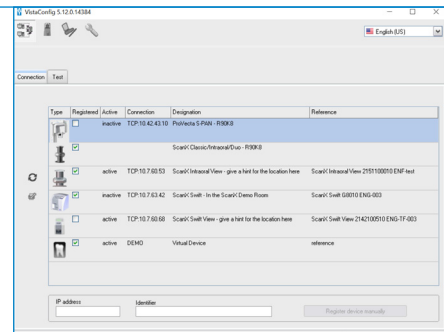 VistaConfig 5.12.0.14384
English (US)
Connection Test
Type Registered Active Connection Designation Reference
inactive TCP:10.42.43.10 ProVecta S-PAN - R90K8
ScanX Classic/Intraoral/Duo - R90K8
active TCP:10.7.60.53 ScanX Intraoral View - give a hint for the location here ScanX Intraoral View 2151100010 ENF-test
inactive TCP:10.7.63.42 ScanX Swift - In the ScanX Demo Room ScanX Swift G8010 ENG-003
active TCP:10.7.60.68 ScanX Swift View - give a hint for the location here ScanX Swift View 2142100510 ENG-TF-003
active DEMO Virtual Device reference
IP address Identifier
Register device manually